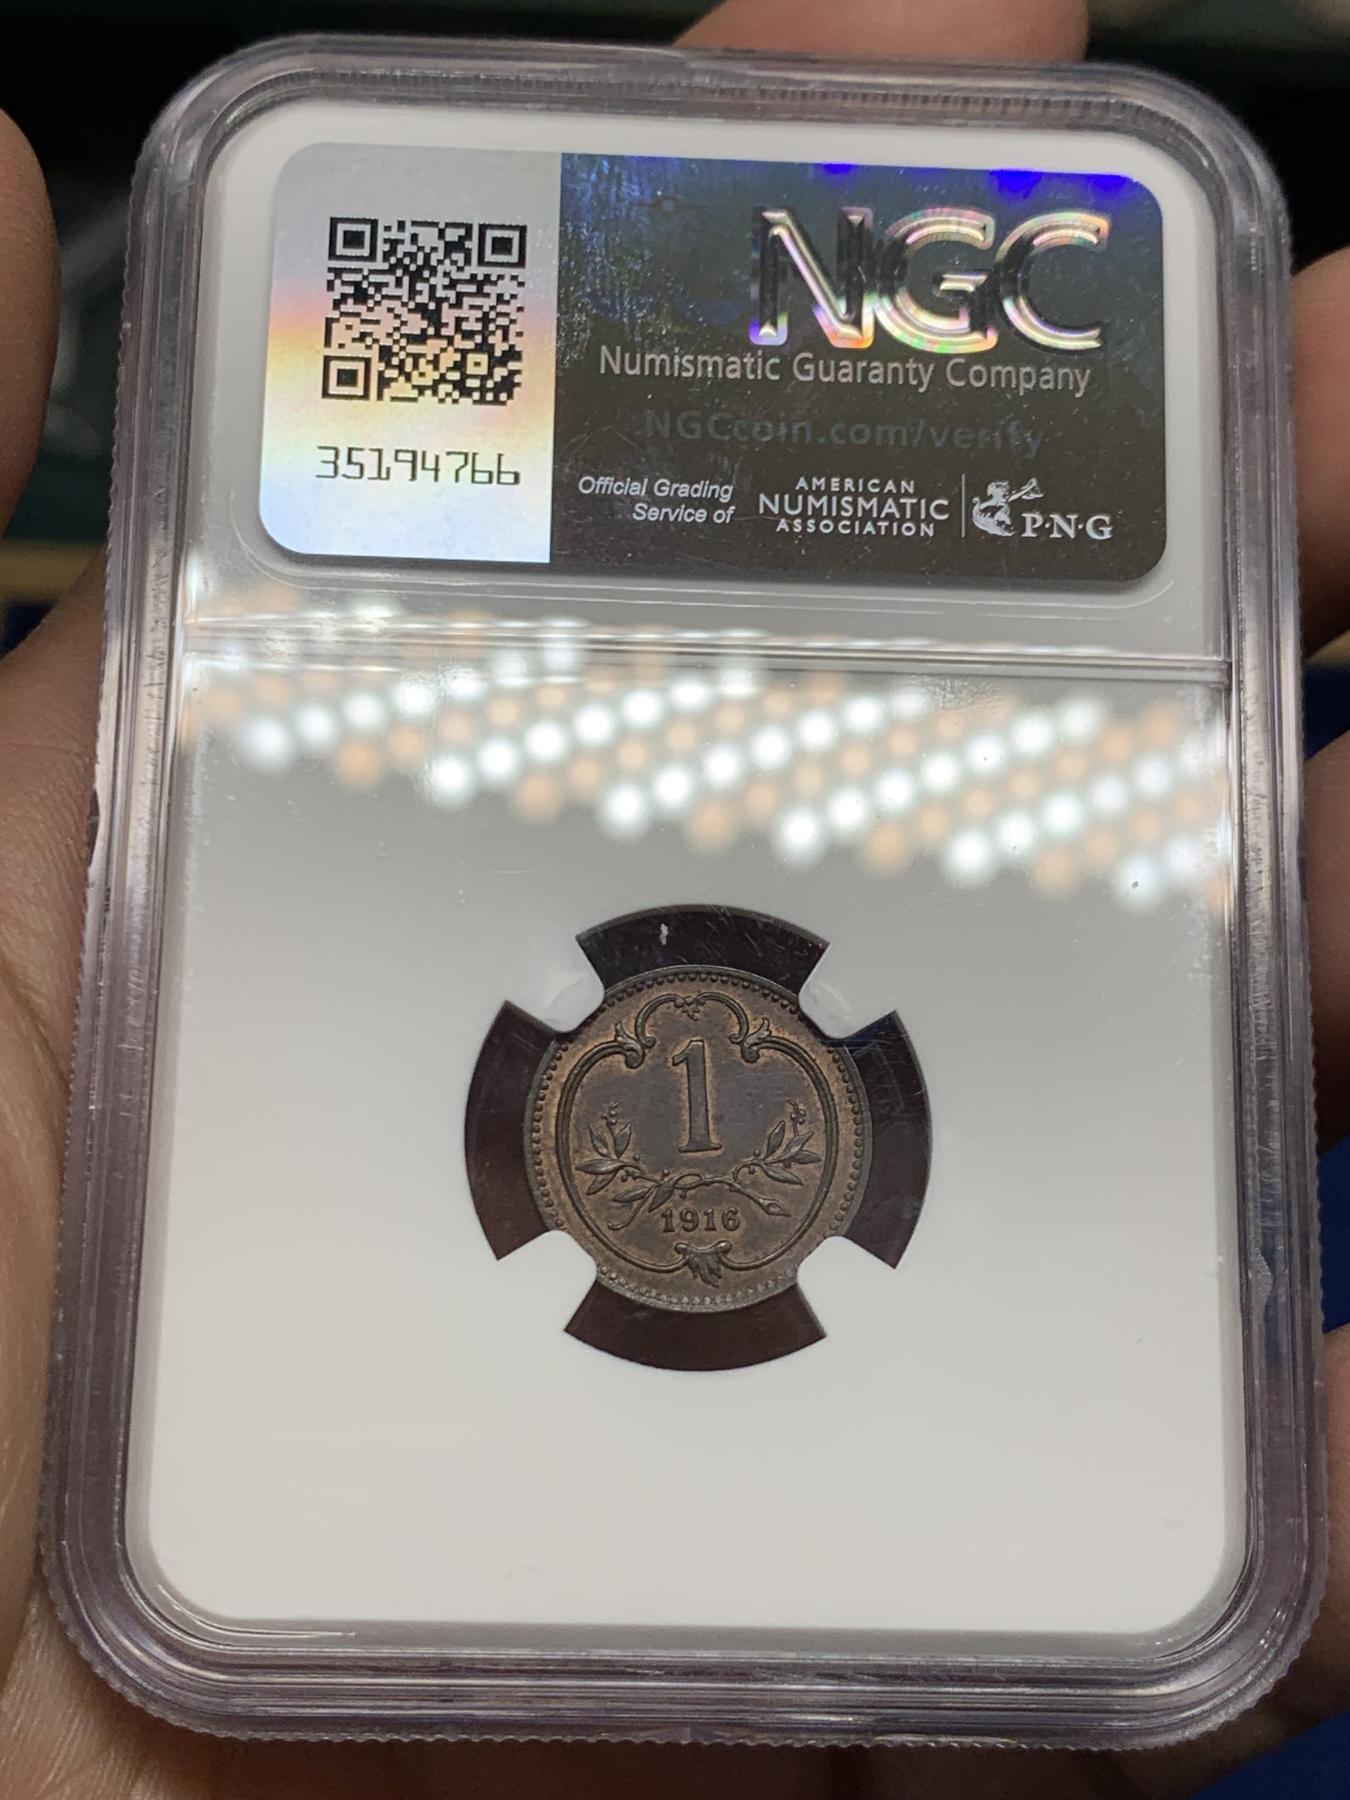 NGC
Numismatic Guaranty Company
NGCcoin.com/verify
35194766
Official Grading
Service of
AMERICAN
NUMISMATIC
ASSOCIATION
P·N·G
1
1916